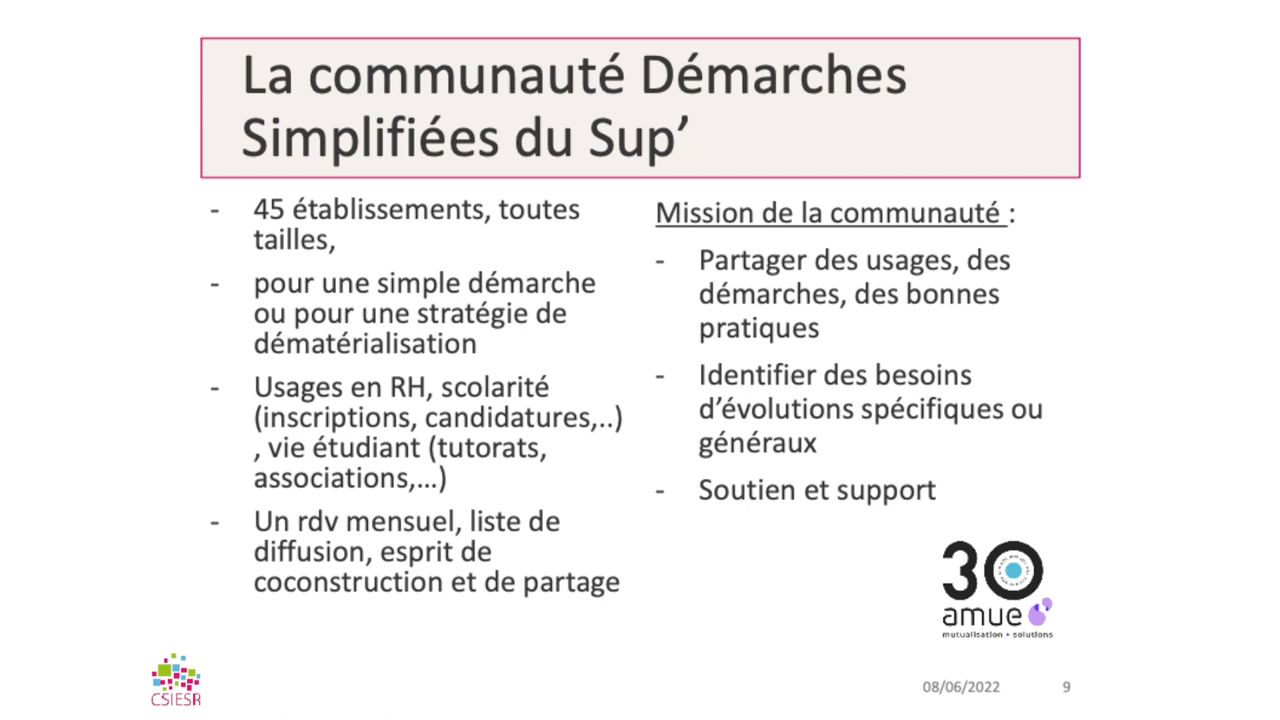 La communauté Démarches
Simplifiées du Sup’
- 45 établissements, toutes
tailles,
- pour une simple démarche
ou pour une stratégie de
dématérialisation
- Usages en RH, scolarité
(inscriptions, candidatures,..)
, vie étudiant (tutorats,
associations,…)
- Un rdv mensuel, liste de
diffusion, esprit de
coconstruction et de partage
Mission de la communauté :
- Partager des usages, des
démarches, des bonnes
pratiques
- Identifier des besoins
d’évolutions spécifiques ou
généraux
- Soutien et support
30
amue
mutualisation + solutions
CSIESR
08/06/2022
9